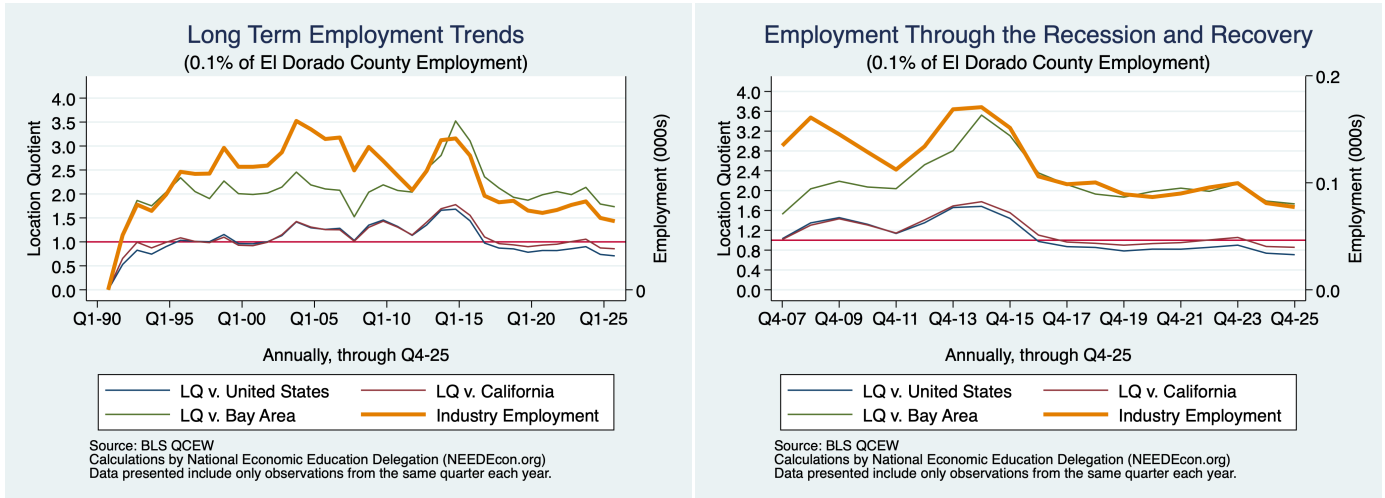 Long Term Employment Trends
(0.1% of El Dorado County Employment)
Location Quotient
4.0
3.5
3.0
2.5
2.0
1.5
1.0
0.5
0.0
Employment (000s)
0
Q1-90 Q1-95 Q1-00 Q1-05 Q1-10 Q1-15 Q1-20 Q1-25
Annually, through Q4-25
LQ v. United States LQ v. California
LQ v. Bay Area Industry Employment
Source: BLS QCEW
Calculations by National Economic Education Delegation (NEEDEcon.org)
Data presented include only observations from the same quarter each year.
Employment Through the Recession and Recovery
(0.1% of El Dorado County Employment)
Location Quotient
4.0
3.6
3.2
2.8
2.4
2.0
1.6
1.2
0.8
0.4
0.0
Employment (000s)
0.2
0.1
0.0
Q4-07 Q4-09 Q4-11 Q4-13 Q4-15 Q4-17 Q4-19 Q4-21 Q4-23 Q4-25
Annually, through Q4-25
LQ v. United States LQ v. California
LQ v. Bay Area Industry Employment
Source: BLS QCEW
Calculations by National Economic Education Delegation (NEEDEcon.org)
Data presented include only observations from the same quarter each year.